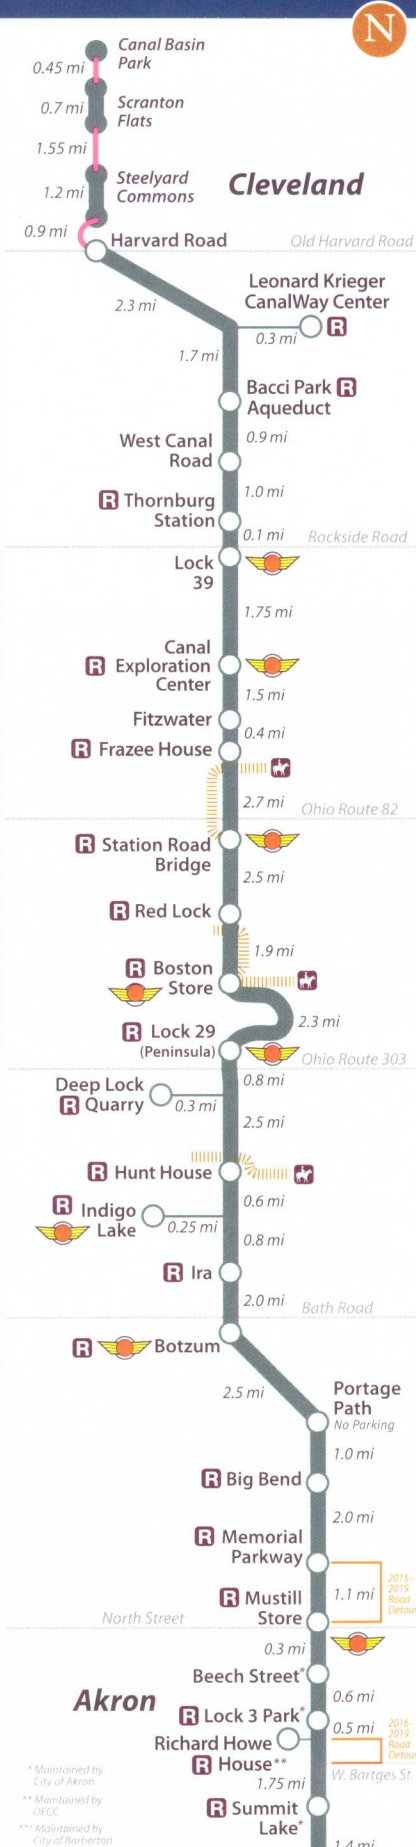 N
Canal Basin
Park
0.45 mi
0.7 mi
Scranton
Flats
1.55 mi
1.2 mi
Steelyard
Commons
Cleveland
0.9 mi
Harvard Road
Old Harvard Road
2.3 mi
Leonard Krieger
CanalWay Center
R
0.3 mi
1.7 mi
Bacci Park R
Aqueduct
0.9 mi
West Canal
Road
1.0 mi
R Thornburg
Station
0.1 mi
Rockside Road
Lock
39
1.75 mi
Canal
R Exploration
Center
1.5 mi
Fitzwater
0.4 mi
R Frazee House
2.7 mi
Ohio Route 82
R Station Road
Bridge
2.5 mi
R Red Lock
1.9 mi
R Boston
Store
2.3 mi
R Lock 29
(Peninsula)
Ohio Route 303
0.8 mi
Deep Lock
R Quarry
0.3 mi
2.5 mi
R Hunt House
0.6 mi
R Indigo
Lake
0.25 mi
0.8 mi
R Ira
2.0 mi
Bath Road
R Botzum
2.5 mi
Portage
Path
No Parking
1.0 mi
R Big Bend
2.0 mi
R Memorial
Parkway
1.1 mi
2015-
2019
Road
Detour
R Mustill
Store
North Street
0.3 mi
Beech Street*
0.6 mi
Akron
R Lock 3 Park*
0.5 mi
2016-
2019
Road
Detour
Richard Howe
R House**
W. Bartges St.
1.75 mi
R Summit
Lake*
* Maintained by
City of Akron
** Maintained by
OECC
*** Maintained by
City of Barberton
1.4 mi